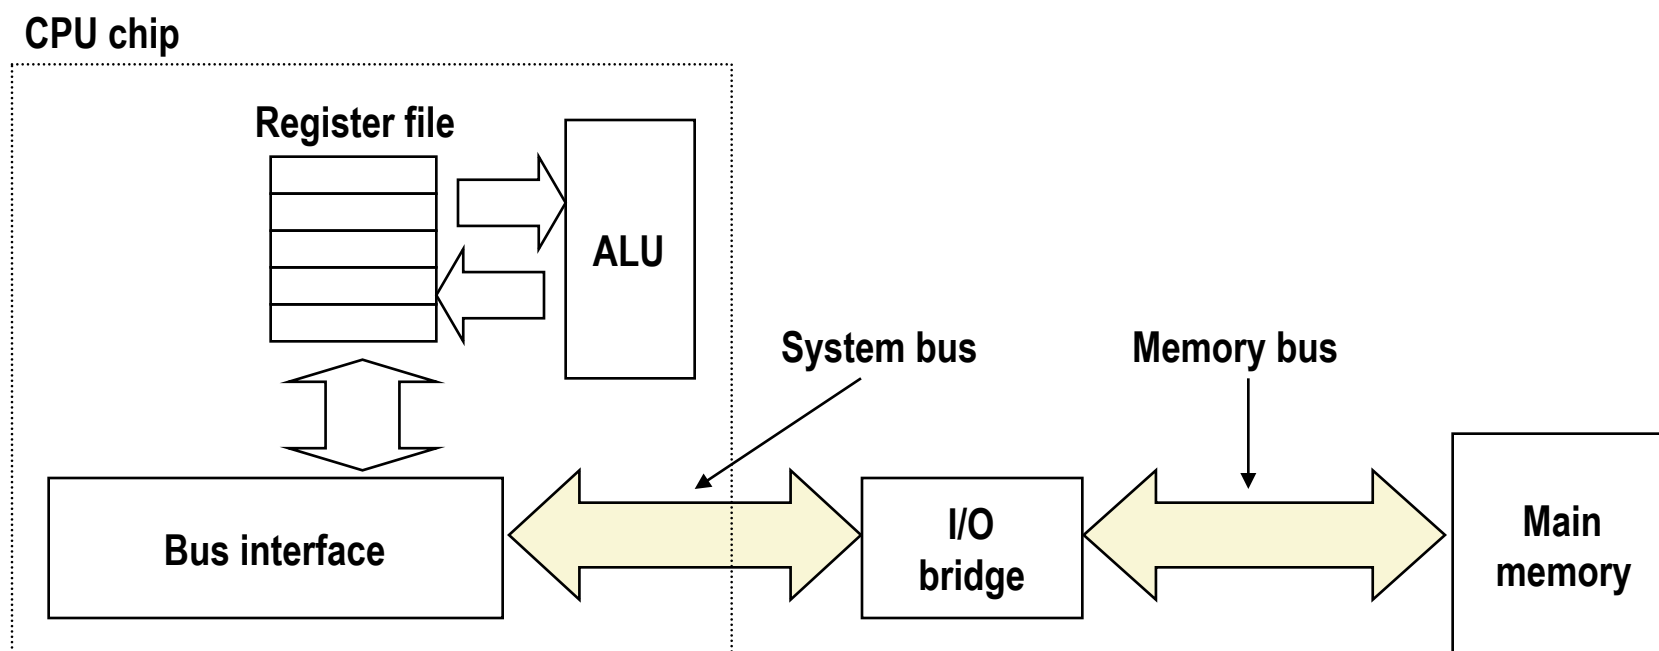 CPU chip
Register file
ALU
System bus
Memory bus
Bus interface
I/O
bridge
Main
memory